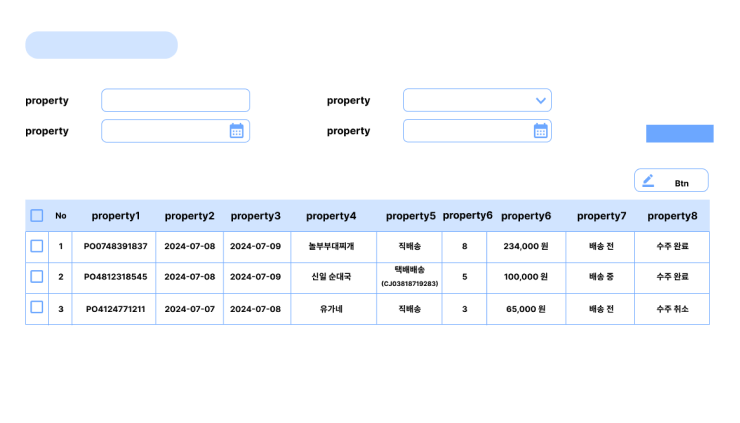 property
property
property
property
Btn
No property1 property2 property3 property4 property5 property6 property6 property7 property8
1 PO0748391837 2024-07-08 2024-07-09 놀부부대찌개 직배송 8 234,000 원 배송 전 수주 완료
2 PO4812318545 2024-07-08 2024-07-09 신일 순대국 택배배송 5 100,000 원 배송 중 수주 완료
(CJ03818719283)
3 PO4124771211 2024-07-07 2024-07-08 유가네 직배송 3 65,000 원 배송 전 수주 취소